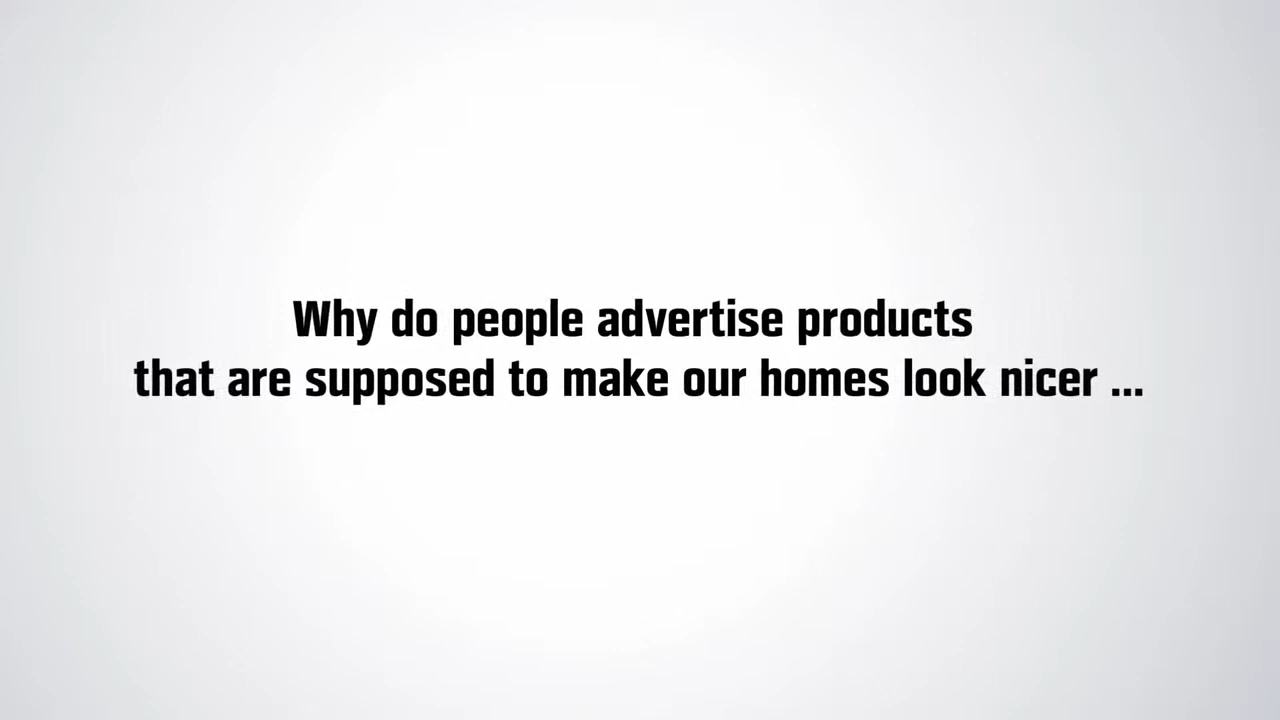 Why do people advertise products
that are supposed to make our homes look nicer ...